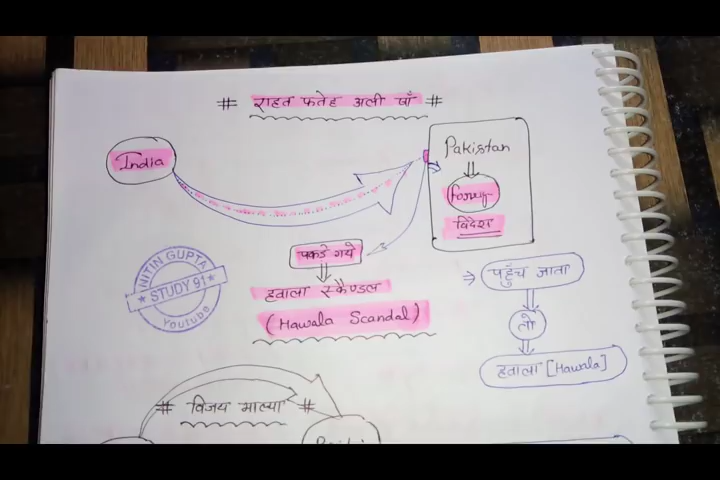 # राहत फतेह अली खाँ #
India
Pakistan
विदेश
पकडे गये
हवाला स्कैण्डल
(Hawala Scandal)
NITIN GUPTA
STUDY 91
Youtube
⇒ पहुँच जाता
तो
हवाला [Hawala]
# विजय माल्या #